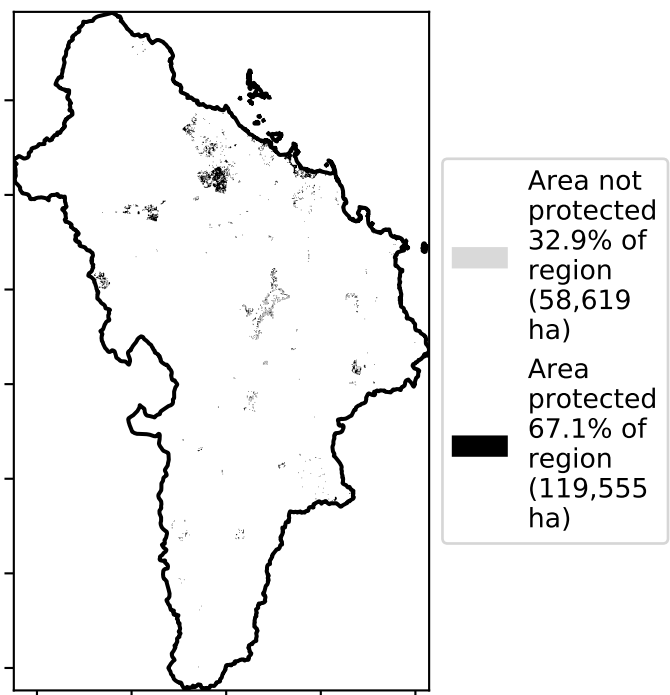 Area not
protected
32.9% of
region
(58,619
ha)
Area
protected
67.1% of
region
(119,555
ha)